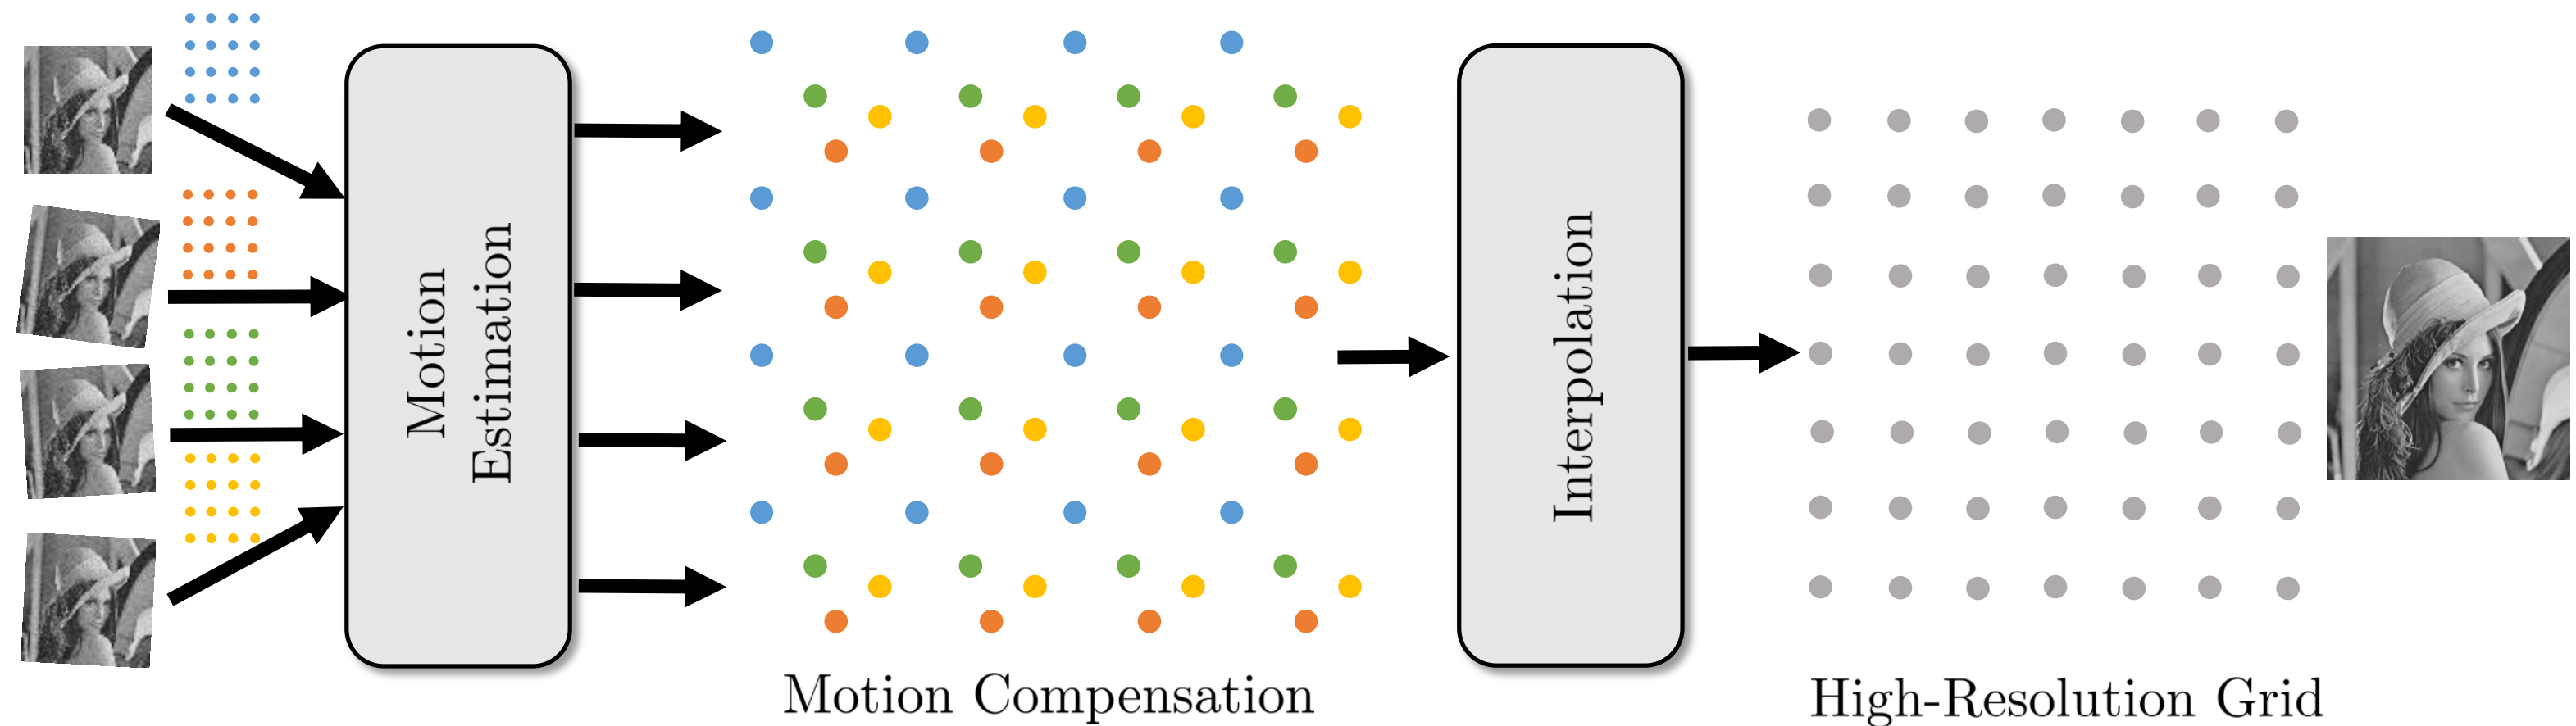 Motion
Estimation
Motion Compensation
Interpolation
High-Resolution Grid